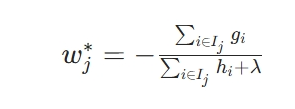 w_j^* = -\frac{\sum_{i \in I_j} g_i}{\sum_{i \in I_j} h_i + \lambda}